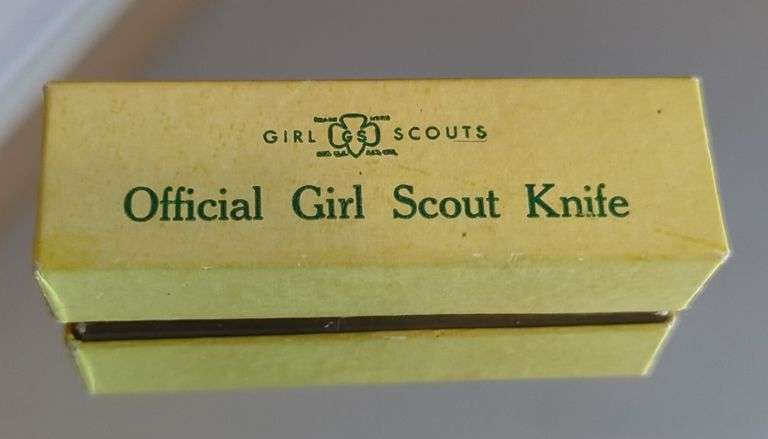 GIRL GS SCOUTS
Official Girl Scout Knife